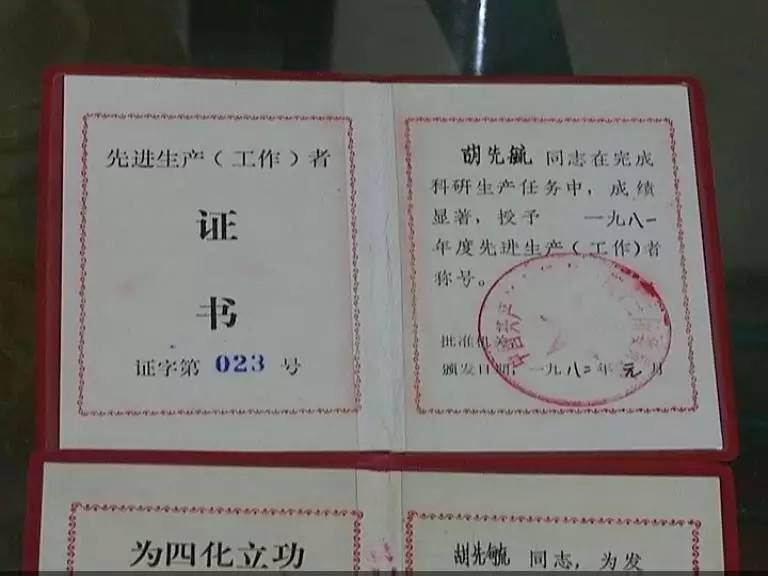 先进生产(工作)者
证
书
证字第 023 号
胡先毓 同志在完成
科研生产任务中,成绩
显著,授予 一九八一
年度先进生产(工作)者
称号。
批准机关
颁发日期:一九八二年元月
中国共产
为四化立功
胡先毓 同志,为发